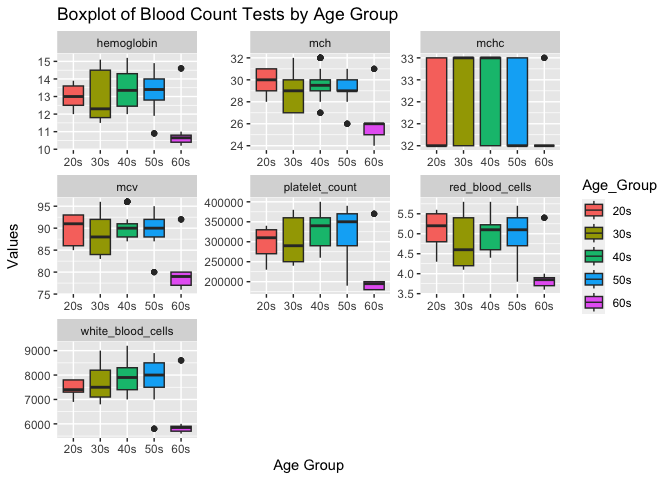 Boxplot of Blood Count Tests by Age Group
hemoglobin
mch
mchc
15
14
13
12
11
10
32
30
28
26
24
33
33
32
32
32
20s 30s 40s 50s 60s
20s 30s 40s 50s 60s
20s 30s 40s 50s 60s
mcv
platelet_count
red_blood_cells
95
90
85
80
75
400000
350000
300000
250000
200000
5.5
5.0
4.5
4.0
3.5
20s 30s 40s 50s 60s
20s 30s 40s 50s 60s
20s 30s 40s 50s 60s
white_blood_cells
9000
8000
7000
6000
20s 30s 40s 50s 60s
Values
Age Group
Age_Group
20s
30s
40s
50s
60s